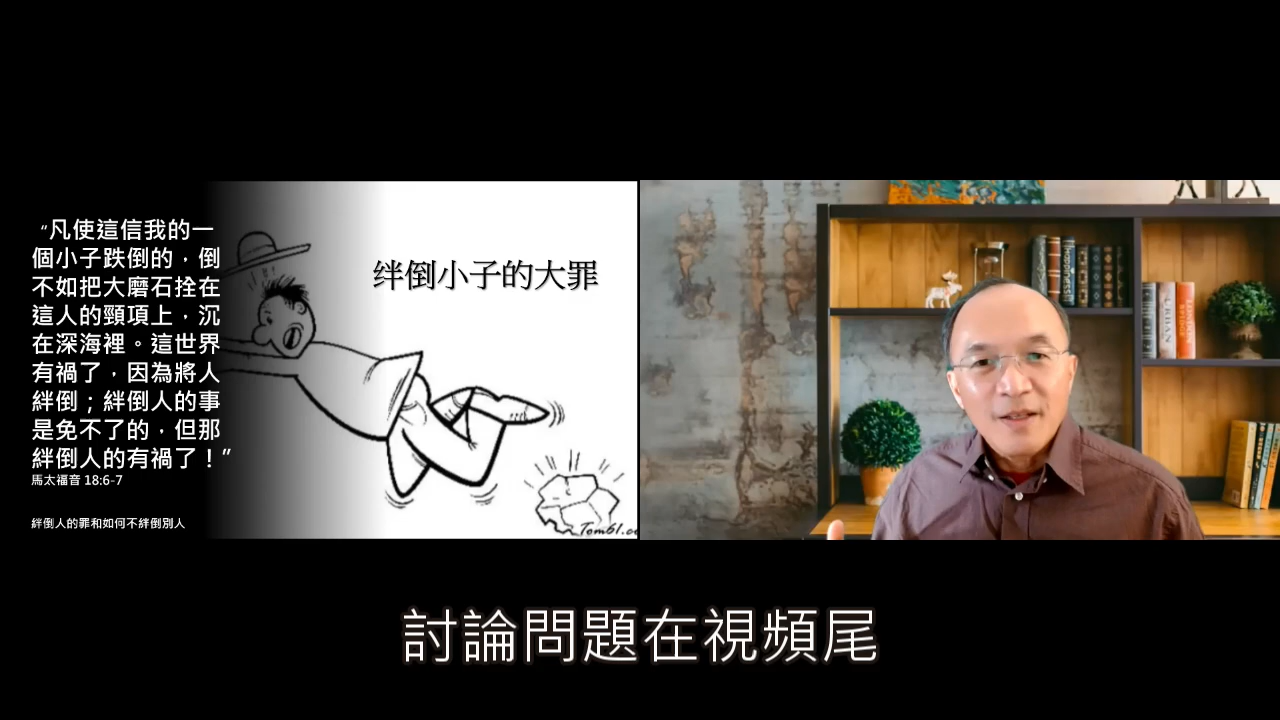 “凡使這信我的一
個小子跌倒的，倒
不如把大磨石拴在
這人的頸項上，沉
在深海裡。這世界
有禍了，因為將人
絆倒；絆倒人的事
是免不了的，但那
絆倒人的有禍了！”
馬太福音 18:6-7
絆倒人的罪和如何不絆倒別人
绊倒小子的大罪
討論問題在視頻尾